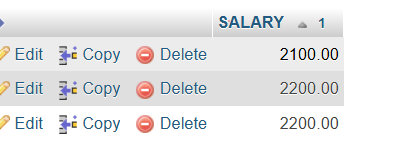 SALARY 1
Edit Copy Delete 2100.00
Edit Copy Delete 2200.00
Edit Copy Delete 2200.00